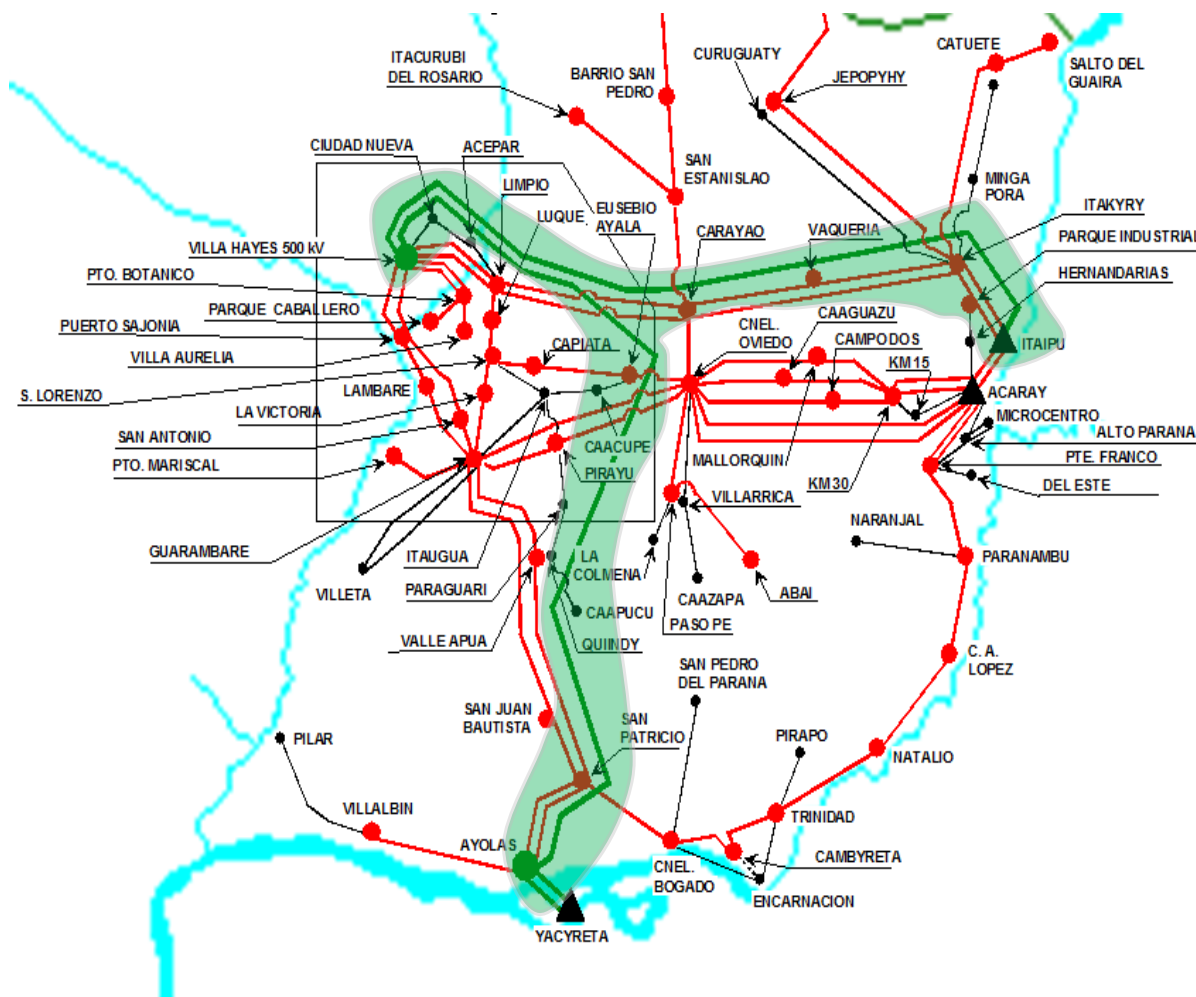 ITACURUBI
DEL ROSARIO
BARRIO SAN
PEDRO
CURUGUATY
JEPOPYHY
CATUETE
SALTO DEL
GUAIRA
CIUDAD NUEVA
ACEPAR
LIMPIO
LUQUE
EUSEBIO
AYALA
SAN
ESTANISLAO
CARAYAO
VAQUERIA
MINGA
PORA
ITAKYRY
PARQUE INDUSTRIAL
HERNANDARIAS
VILLA HAYES 500 kV
PTO. BOTANICO
PARQUE CABALLERO
PUERTO SAJONIA
VILLA AURELIA
S. LORENZO
CAPIATA
LAMBARE
LA VICTORIA
SAN ANTONIO
PTO. MARISCAL
CNEL.
OVIEDO
CAAGUAZU
CAMPO DOS
KM 15
ITAIPU
ACARAY
MICROCENTRO
ALTO PARANA
PTE. FRANCO
DEL ESTE
CAACUPE
PIRAYU
MALLORQUIN
KM 30
VILLARRICA
NARANJAL
PARANAMBU
GUARAMBARE
VILLETA
ITAUGUA
PARAGUARI
VALLE APUA
LA
COLMENA
CAAPUCU
QUIINDY
CAAZAPA
PASO PE
ABAI
C. A.
LOPEZ
SAN PEDRO
DEL PARANA
SAN JUAN
BAUTISTA
SAN
PATRICIO
PIRAPO
NATALIO
PILAR
VILLALBIN
AYOLAS
TRINIDAD
CAMBYRETA
CNEL.
BOGADO
ENCARNACION
YACYRETA